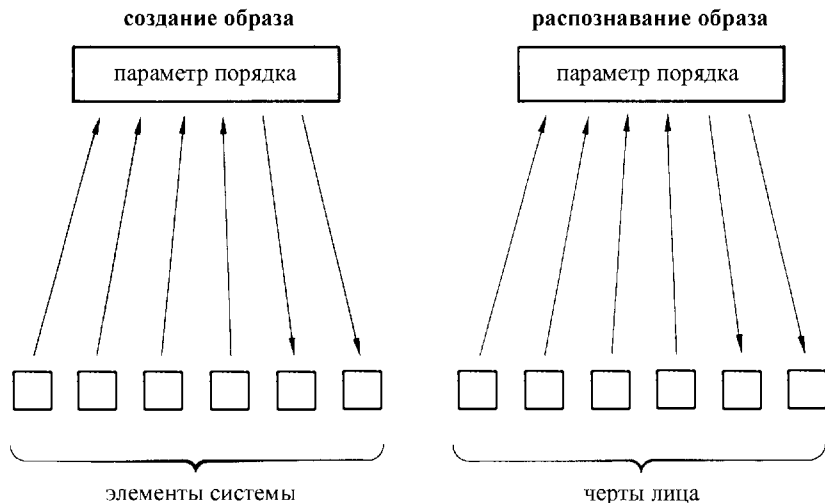 создание образа
параметр порядка
элементы системы
распознавание образа
параметр порядка
черты лица